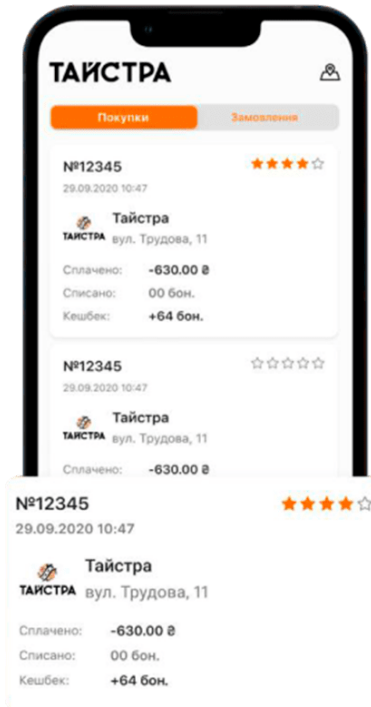 ТАЙСТРА
Покупки Замовлення
№12345
29.09.2020 10:47
Тайстра
ТАЙСТРА вул. Трудова, 11
Сплачено: -630.00 ₴
Списано: 00 бон.
Кешбек: +64 бон.
№12345
29.09.2020 10:47
Тайстра
ТАЙСТРА вул. Трудова, 11
Сплачено: -630.00 ₴
№12345
29.09.2020 10:47
Тайстра
ТАЙСТРА вул. Трудова, 11
Сплачено: -630.00 ₴
Списано: 00 бон.
Кешбек: +64 бон.